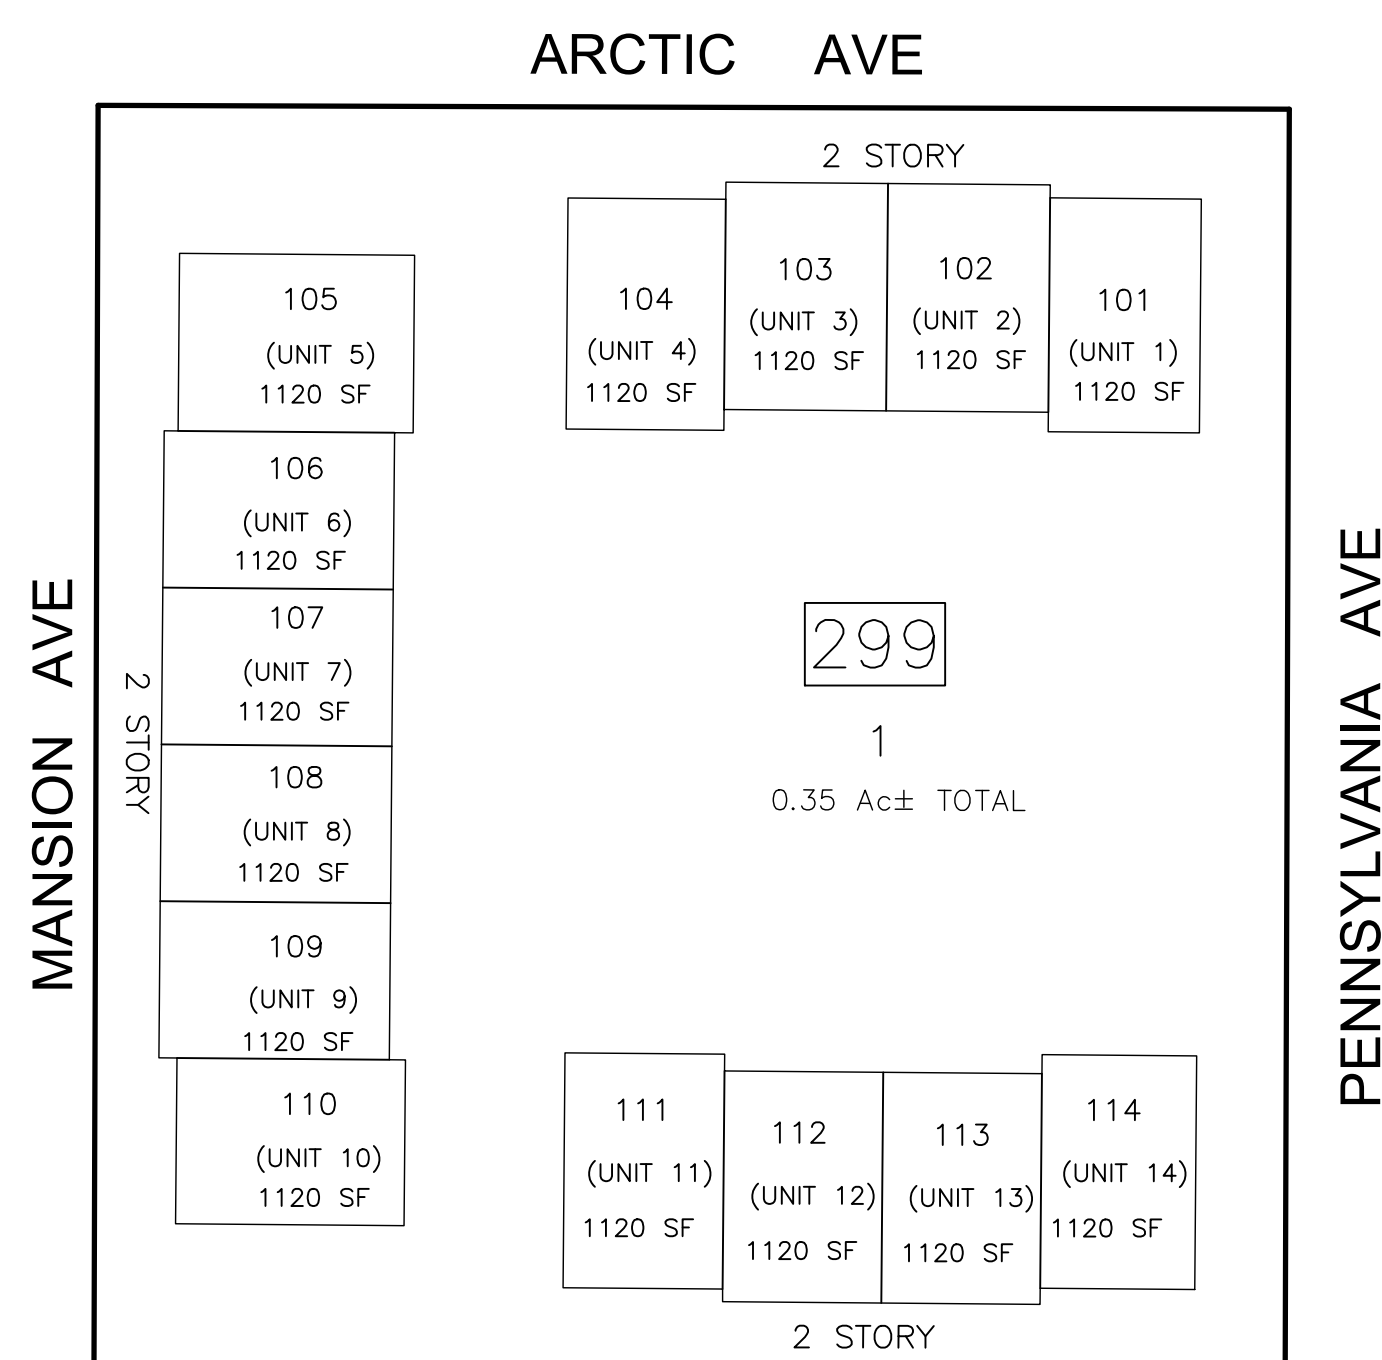 ARCTIC AVE
2 STORY
104
(UNIT 4)
1120 SF
103
(UNIT 3)
1120 SF
102
(UNIT 2)
1120 SF
101
(UNIT 1)
1120 SF
105
(UNIT 5)
1120 SF
106
(UNIT 6)
1120 SF
107
(UNIT 7)
1120 SF
108
(UNIT 8)
1120 SF
109
(UNIT 9)
1120 SF
110
(UNIT 10)
1120 SF
MANSION AVE
2 STORY
299
1
0.35 Ac± TOTAL
PENNSYLVANIA AVE
111
(UNIT 11)
1120 SF
112
(UNIT 12)
1120 SF
113
(UNIT 13)
1120 SF
114
(UNIT 14)
1120 SF
2 STORY